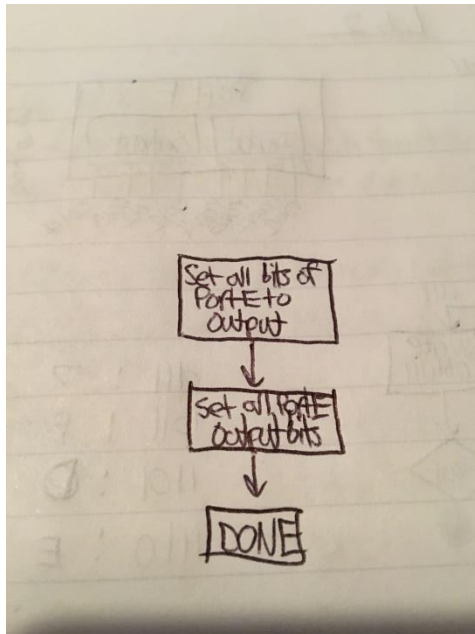 Set all bits of
PortE to
output
Set all PortE
output bits
DONE